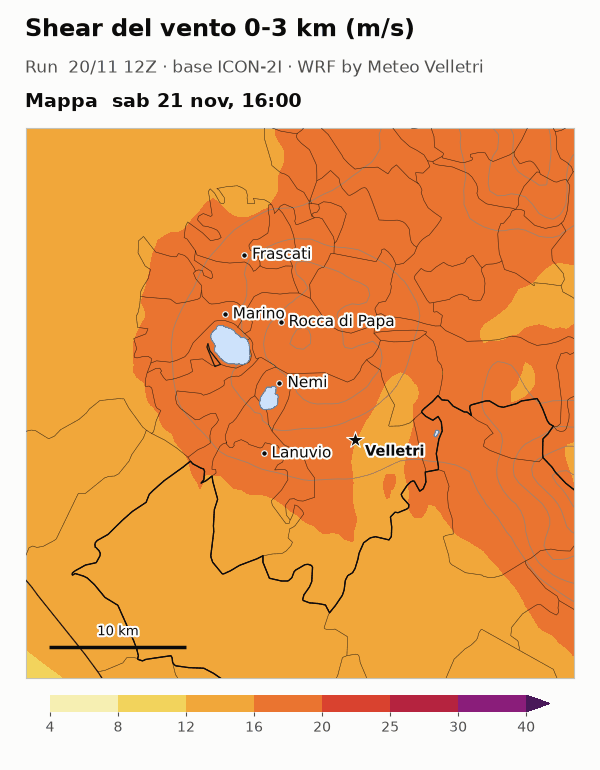 Shear del vento 0-3 km (m/s)
Run  20/11 12Z · base ICON-2I · WRF by Meteo Velletri
Mappa  sab 21 nov, 16:00
Frascati
Marino
Rocca di Papa
Nemi
Velletri
Lanuvio
10 km
4 8 12 16 20 25 30 40